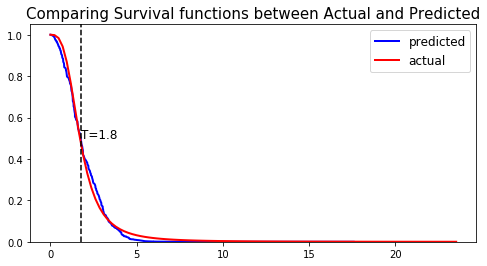 Comparing Survival functions between Actual and Predicted
1.0
0.8
0.6
0.4
0.2
0.0
predicted
actual
T=1.8
0
5
10
15
20